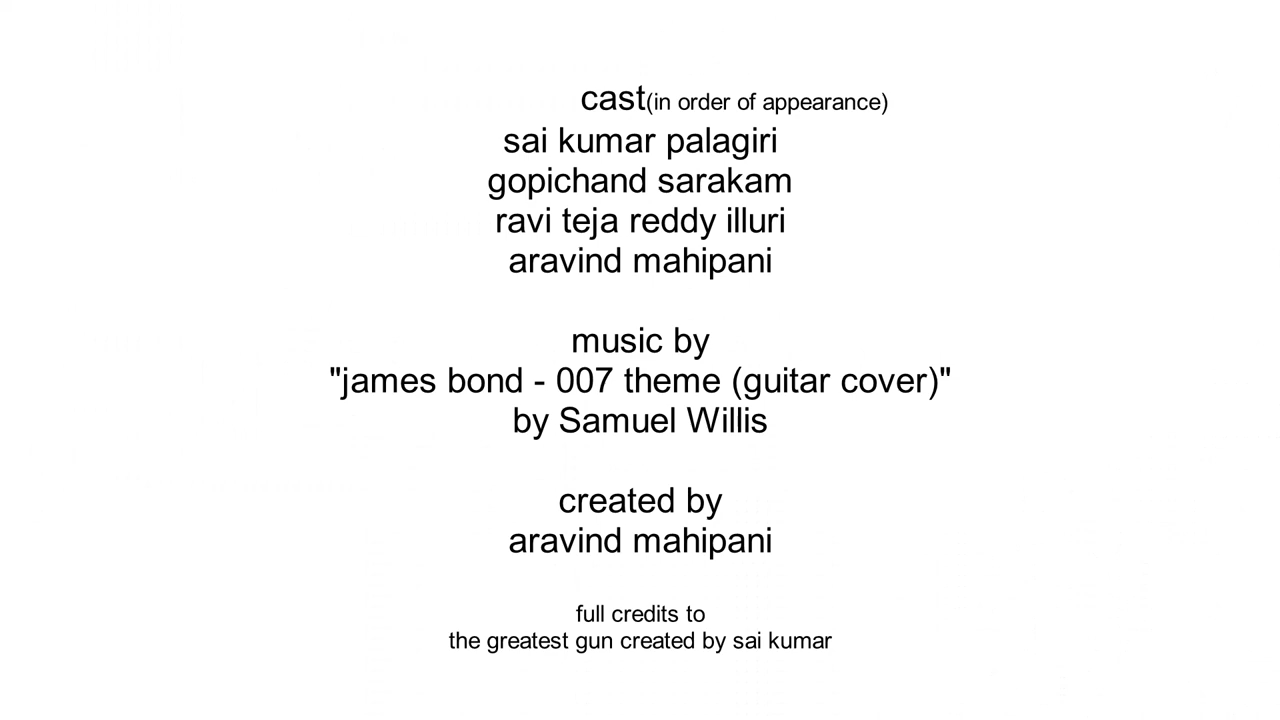 cast(in order of appearance)
sai kumar palagiri
gopichand sarakam
ravi teja reddy illuri
aravind mahipani
music by
"james bond - 007 theme (guitar cover)"
by Samuel Willis
created by
aravind mahipani
full credits to
the greatest gun created by sai kumar